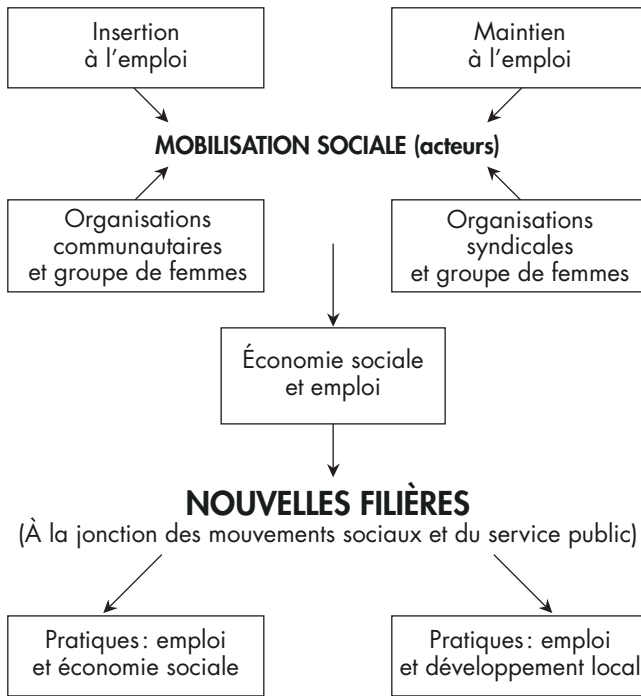 Insertion
à l'emploi
Maintien
à l'emploi
MOBILISATION SOCIALE (acteurs)
Organisations
communautaires
et groupe de femmes
Organisations
syndicales
et groupe de femmes
Économie sociale
et emploi
NOUVELLES FILIÈRES
(À la jonction des mouvements sociaux et du service public)
Pratiques : emploi
et économie sociale
Pratiques : emploi
et développement local